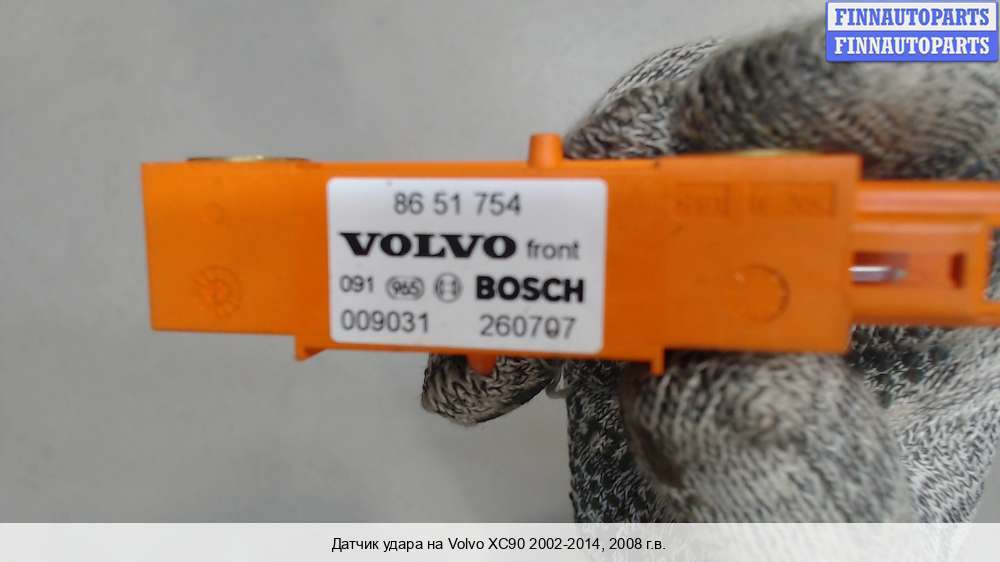 FINNAUTOPARTS
FINNAUTOPARTS
86 51 754
VOLVO front
091 965 BOSCH
009031 260707
Датчик удара на Volvo XC90 2002-2014, 2008 г.в.